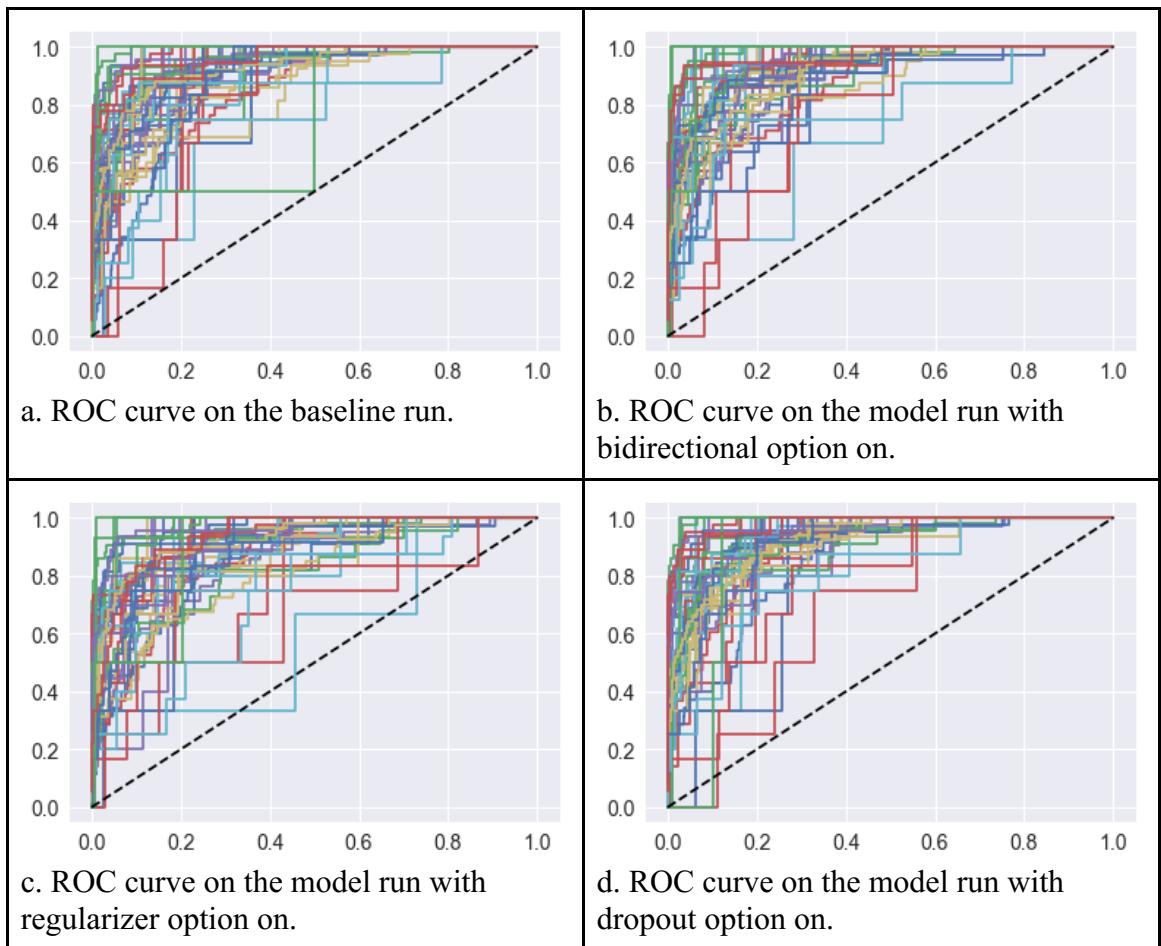 1.0
0.8
0.6
0.4
0.2
0.0
0.0 0.2 0.4 0.6 0.8 1.0
a. ROC curve on the baseline run.
1.0
0.8
0.6
0.4
0.2
0.0
0.0 0.2 0.4 0.6 0.8 1.0
b. ROC curve on the model run with
bidirectional option on.
1.0
0.8
0.6
0.4
0.2
0.0
0.0 0.2 0.4 0.6 0.8 1.0
c. ROC curve on the model run with
regularizer option on.
1.0
0.8
0.6
0.4
0.2
0.0
0.0 0.2 0.4 0.6 0.8 1.0
d. ROC curve on the model run with
dropout option on.